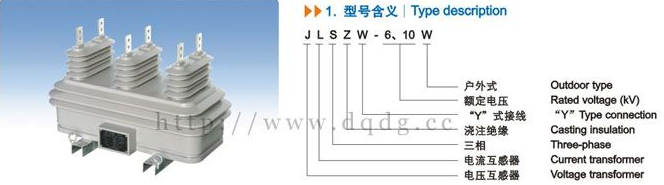 ▶▶ 1. 型号含义 | Type description
J L S Z W - 6、10 W
户外式 Outdoor type
额定电压 Rated voltage (kV)
“Y”式接线 “Y”Type connection
浇注绝缘 Casting insulation
三相 Three-phase
电流互感器 Current transformer
电压互感器 Voltage transformer
http://www.dqdg.cc